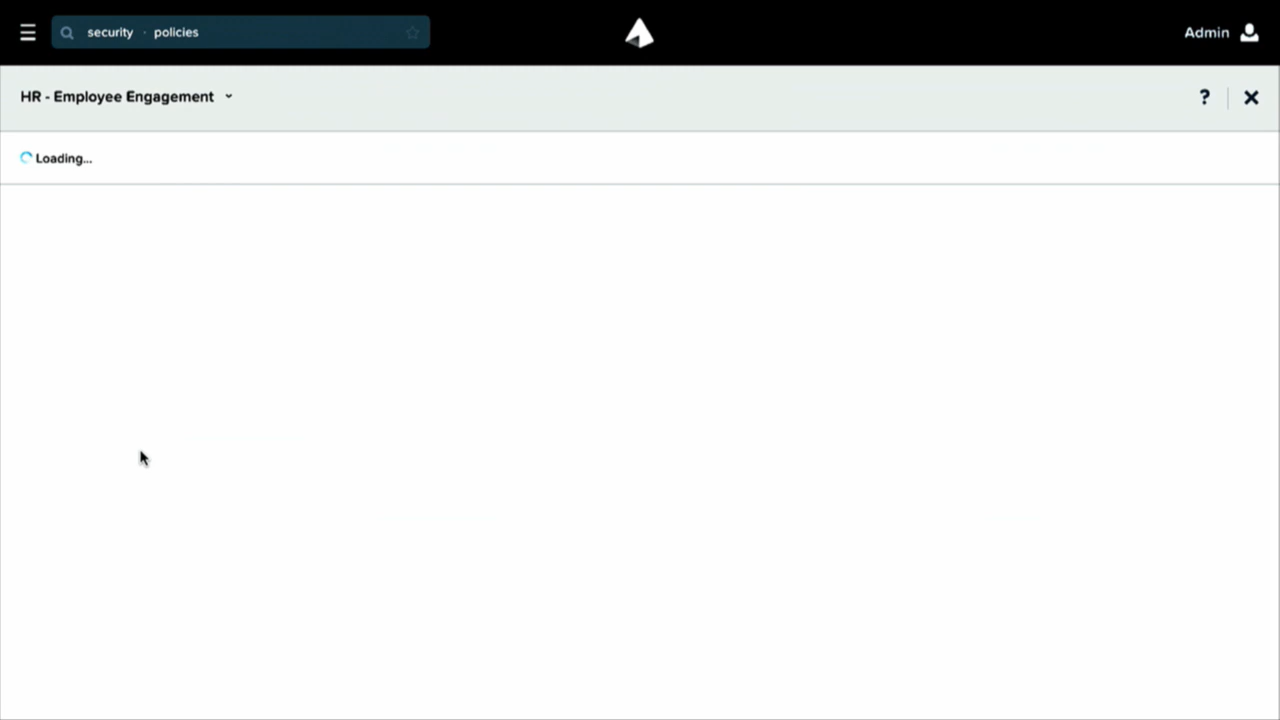 security · policies
Admin
HR - Employee Engagement
?
Loading...